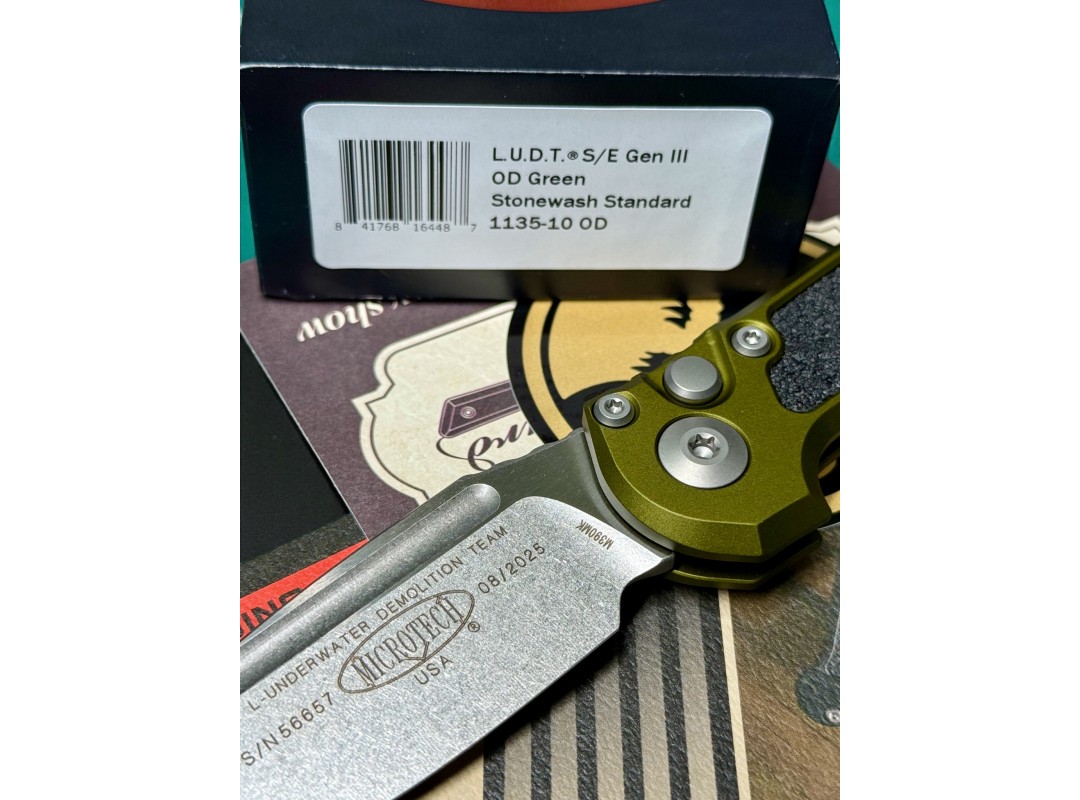 L.U.D.T.® S/E Gen III
OD Green
Stonewash Standard
1135-10 OD
8 41768 16448 7
show
M390MK
L-UNDERWATER DEMOLITION TEAM
08/2025
MICROTECH®
USA
S/N 56657